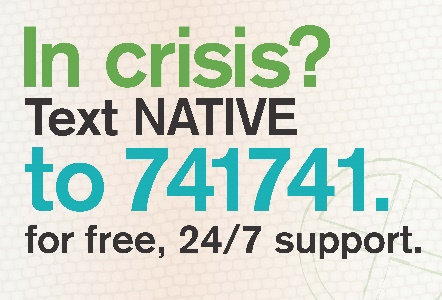 In crisis?
Text NATIVE
to 741741.
for free, 24/7 support.